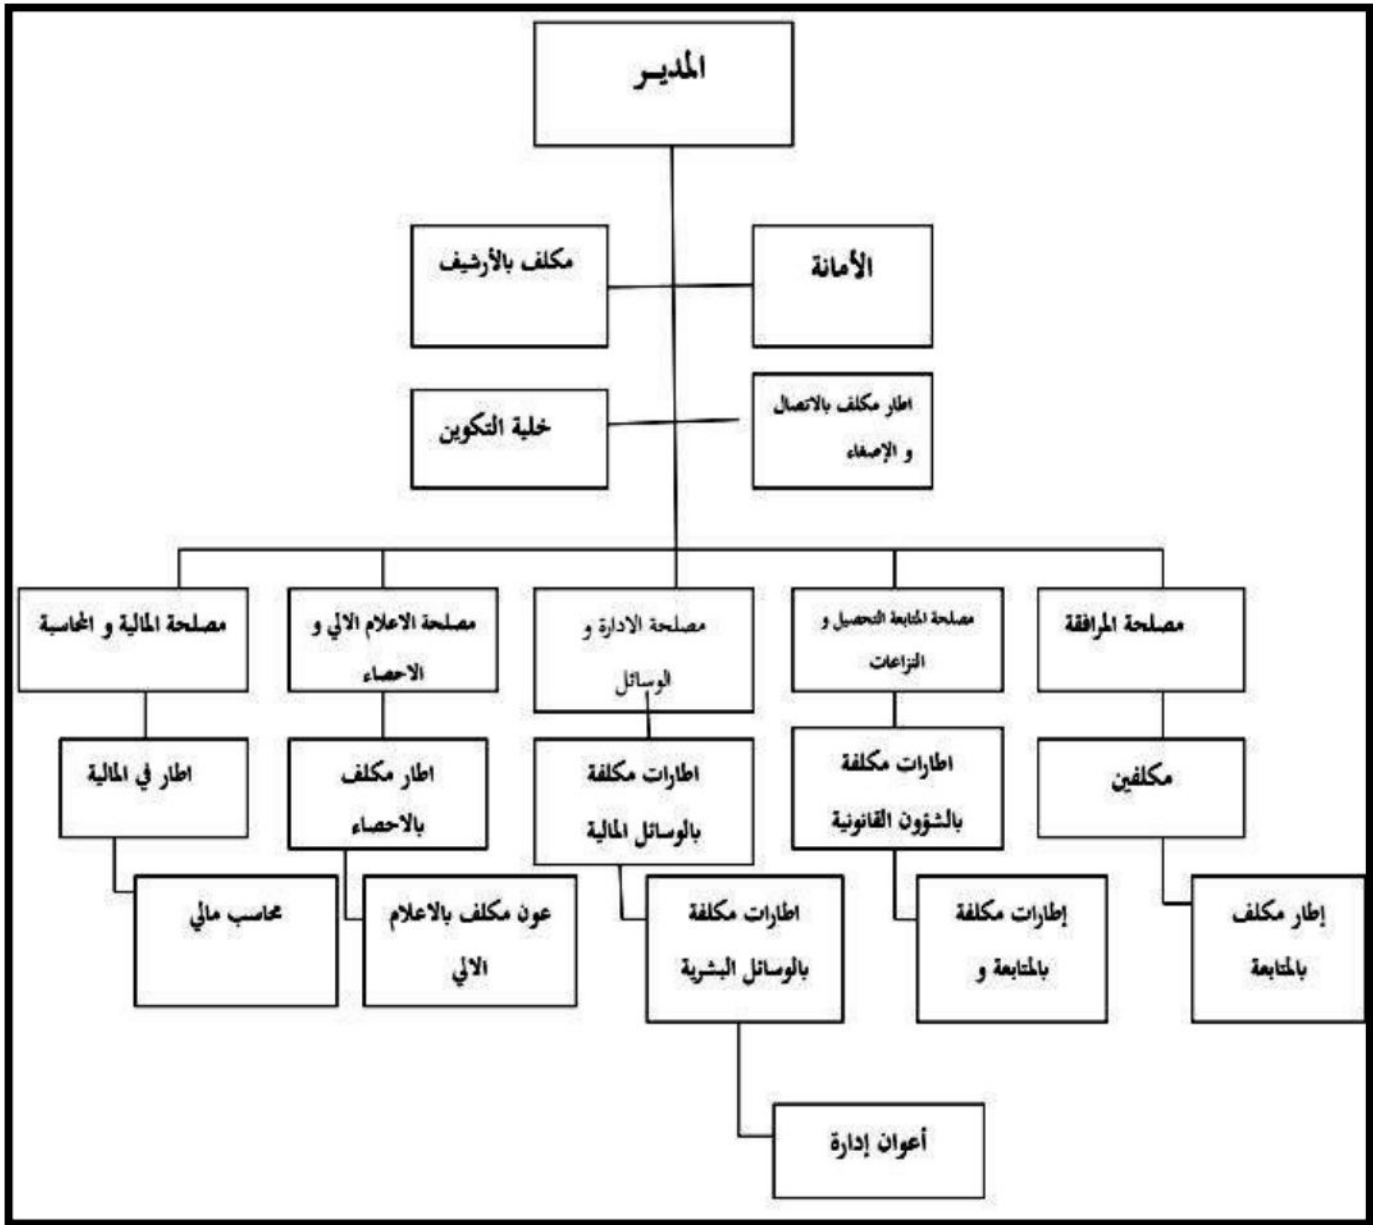 المديـر
الأمانة
مكلف بالأرشيف
اطار مكلف بالاتصال
و الإصغاء
خلية التكوين
مصلحة المرافقة
مصلحة المتابعة التحصيل و
النزاعات
مصلحة الادارة و
الوسائل
مصلحة الاعلام الالي و
الاحصاء
مصلحة المالية و المحاسبة
مكلفين
اطارات مكلفة
بالشؤون القانونية
اطارات مكلفة
بالوسائل المالية
اطار مكلف
بالاحصاء
اطار في المالية
إطار مكلف
بالمتابعة
إطارات مكلفة
بالمتابعة و
اطارات مكلفة
بالوسائل البشرية
عون مكلف بالاعلام
الالي
محاسب مالي
أعوان إدارة